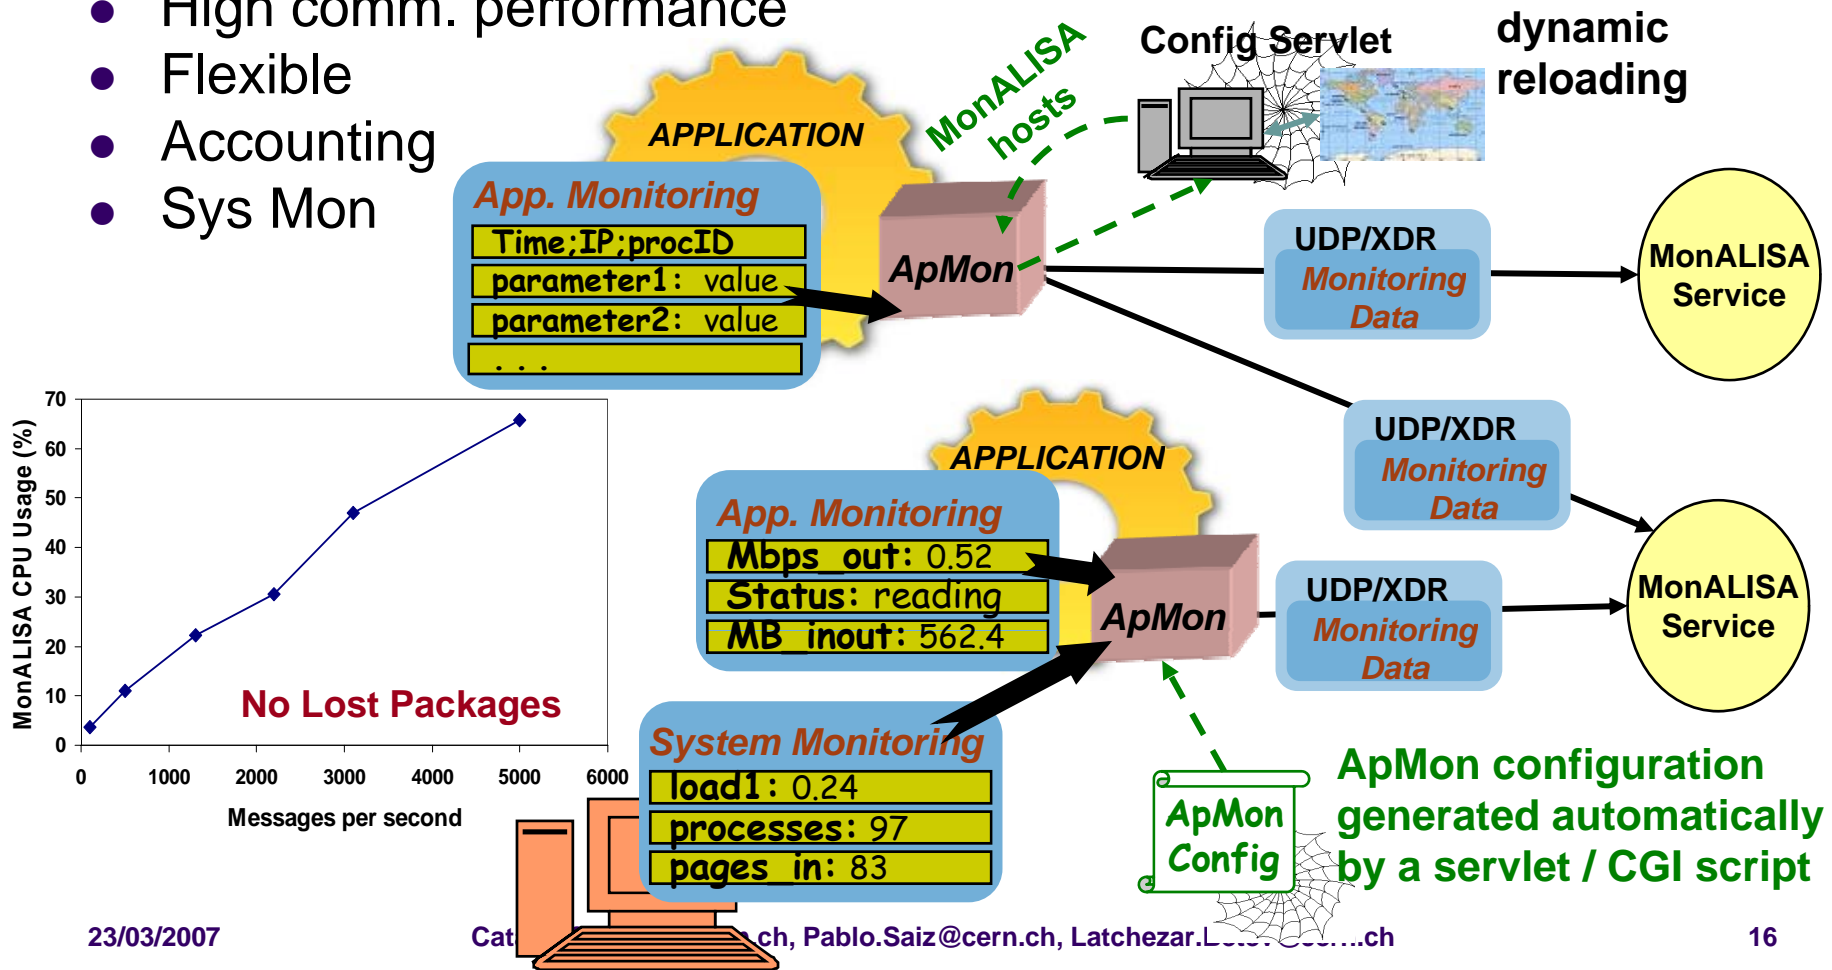 High comm. performance
Flexible
Accounting
Sys Mon
APPLICATION
MonALISA
hosts
Config Servlet
dynamic
reloading
App. Monitoring
Time;IP;procID
parameter1: value
parameter2: value
. . .
ApMon
UDP/XDR
Monitoring
Data
MonALISA
Service
UDP/XDR
Monitoring
Data
APPLICATION
App. Monitoring
Mbps_out: 0.52
Status: reading
MB_inout: 562.4
ApMon
UDP/XDR
Monitoring
Data
MonALISA
Service
MonALISA CPU Usage (%)
70
60
50
40
30
20
10
0
No Lost Packages
0 1000 2000 3000 4000 5000 6000
Messages per second
System Monitoring
load1: 0.24
processes: 97
pages_in: 83
ApMon
Config
ApMon configuration
generated automatically
by a servlet / CGI script
23/03/2007
.ch, Pablo.Saiz@cern.ch,
16